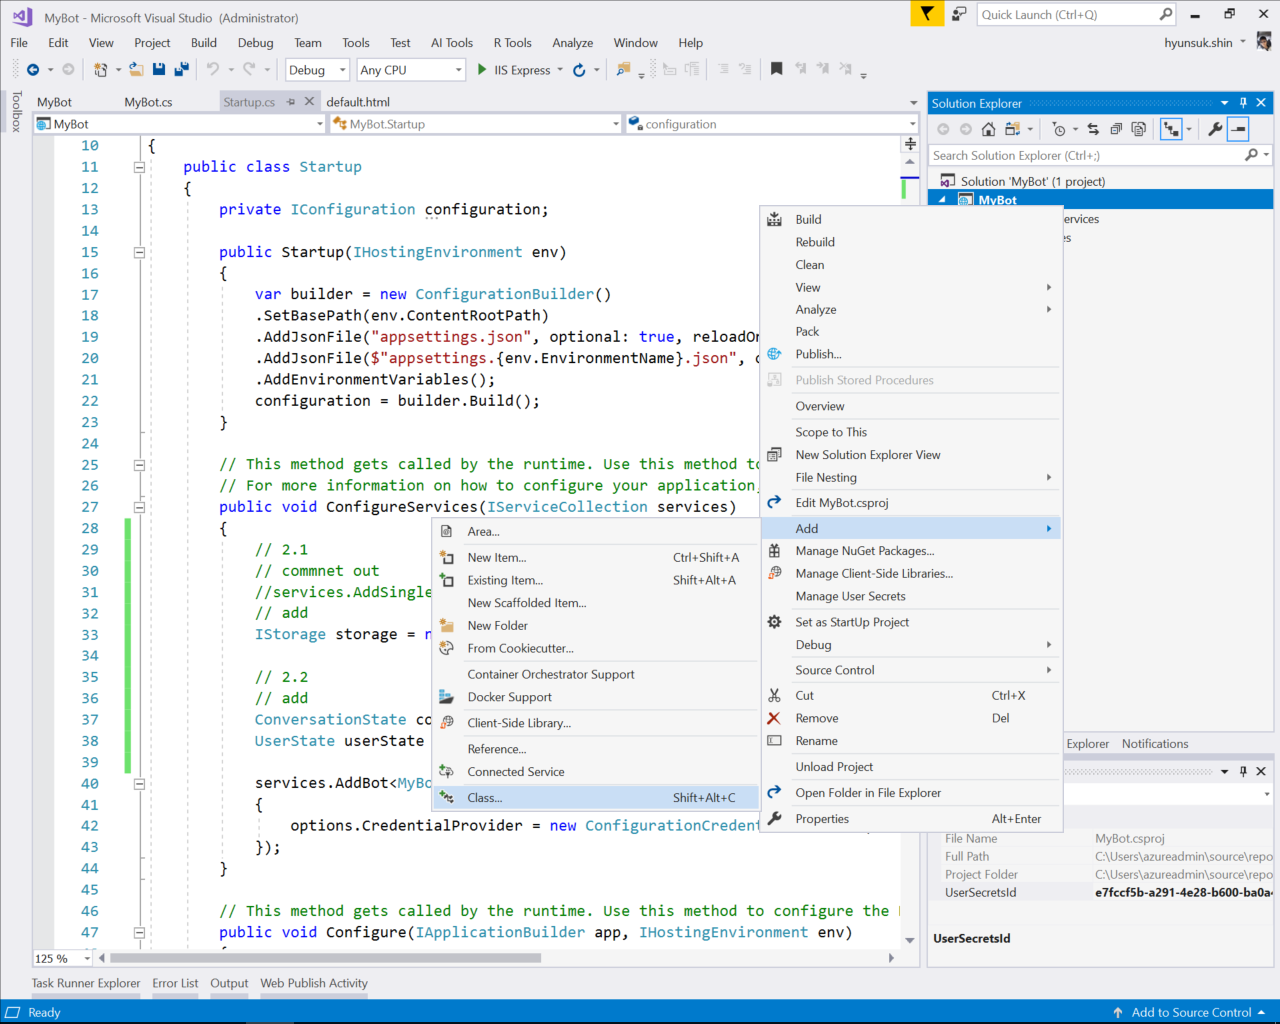 MyBot - Microsoft Visual Studio (Administrator)
Quick Launch (Ctrl+Q)
File Edit View Project Build Debug Team Tools Test AI Tools R Tools Analyze Window Help
hyunsuk.shin
Debug Any CPU IIS Express
Toolbox
MyBot MyBot.cs Startup.cs default.html
MyBot MyBot.Startup configuration
10 {
11 public class Startup
12 {
13 private IConfiguration configuration;
14
15 public Startup(IHostingEnvironment env)
16 {
17 var builder = new ConfigurationBuilder()
18 .SetBasePath(env.ContentRootPath)
19 .AddJsonFile("appsettings.json", optional: true, reloadOn
20 .AddJsonFile($"appsettings.{env.EnvironmentName}.json", o
21 .AddEnvironmentVariables();
22 configuration = builder.Build();
23 }
24
25 // This method gets called by the runtime. Use this method to
26 // For more information on how to configure your application,
27 public void ConfigureServices(IServiceCollection services)
28 {
29 // 2.1
30 // commnet out
31 //services.AddSingle
32 // add
33 IStorage storage = n
34
35 // 2.2
36 // add
37 ConversationState co
38 UserState userState
39
40 services.AddBot<MyBo
41 {
42 options.CredentialProvider = new ConfigurationCredent
43 });
44 }
45
46 // This method gets called by the runtime. Use this method to configure the
47 public void Configure(IApplicationBuilder app, IHostingEnvironment env)
125 %
Area...
New Item... Ctrl+Shift+A
Existing Item... Shift+Alt+A
New Scaffolded Item...
New Folder
From Cookiecutter...
Container Orchestrator Support
Docker Support
Client-Side Library...
Reference...
Connected Service
Class... Shift+Alt+C
Build
Rebuild
Clean
View
Analyze
Pack
Publish...
Publish Stored Procedures
Overview
Scope to This
New Solution Explorer View
File Nesting
Edit MyBot.csproj
Add
Manage NuGet Packages...
Manage Client-Side Libraries...
Manage User Secrets
Set as StartUp Project
Debug
Source Control
Cut Ctrl+X
Remove Del
Rename
Unload Project
Open Folder in File Explorer
Properties Alt+Enter
Solution Explorer
Search Solution Explorer (Ctrl+;)
Solution 'MyBot' (1 project)
MyBot
ervices
es
Explorer Notifications
File Name MyBot.csproj
Full Path C:\Users\azureadmin\source\repo
Project Folder C:\Users\azureadmin\source\repo
UserSecretsId e7fccf5b-a291-4e28-b600-ba0a4
UserSecretsId
Task Runner Explorer Error List Output Web Publish Activity
Ready
Add to Source Control